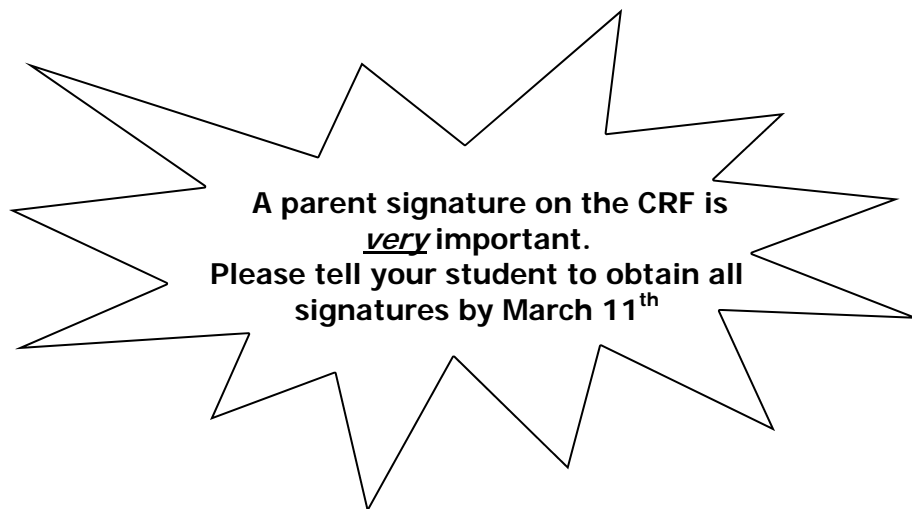 A parent signature on the CRF is
very important.
Please tell your student to obtain all
signatures by March 11th